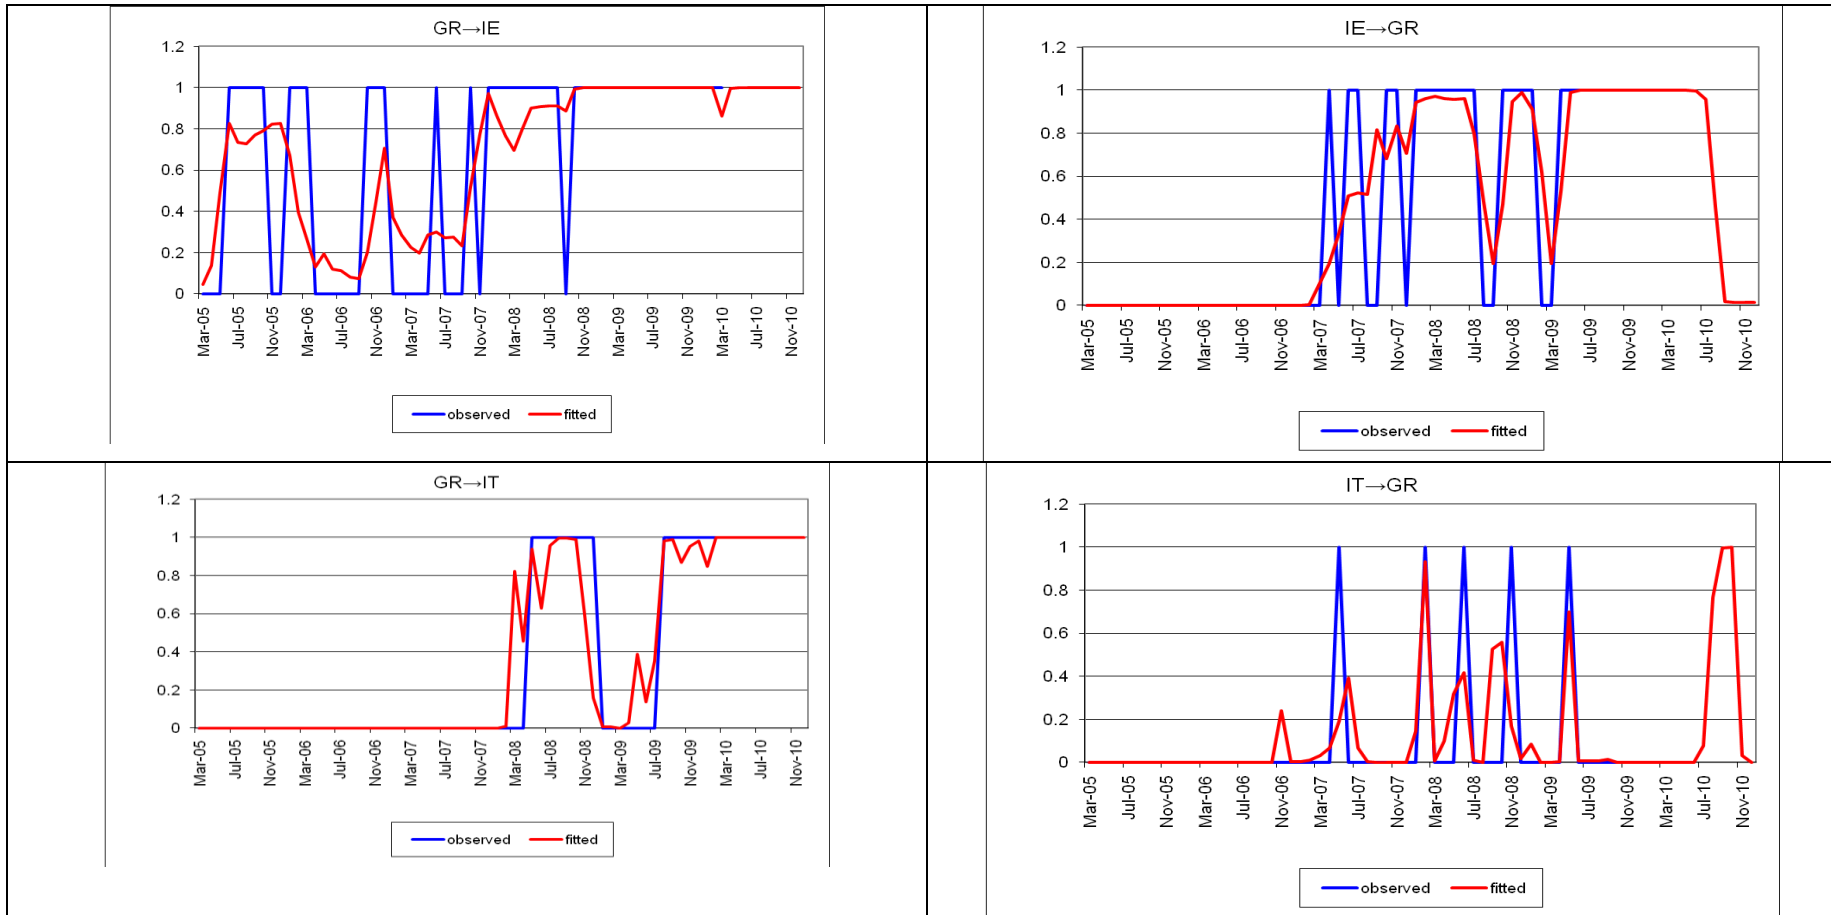 GR→IE
1.2
1
0.8
0.6
0.4
0.2
0
Mar-05
Jul-05
Nov-05
Mar-06
Jul-06
Nov-06
Mar-07
Jul-07
Nov-07
Mar-08
Jul-08
Nov-08
Mar-09
Jul-09
Nov-09
Mar-10
Jul-10
Nov-10
observed fitted
IE→GR
1.2
1
0.8
0.6
0.4
0.2
0
Mar-05
Jul-05
Nov-05
Mar-06
Jul-06
Nov-06
Mar-07
Jul-07
Nov-07
Mar-08
Jul-08
Nov-08
Mar-09
Jul-09
Nov-09
Mar-10
Jul-10
Nov-10
observed fitted
GR→IT
1.2
1
0.8
0.6
0.4
0.2
0
Mar-05
Jul-05
Nov-05
Mar-06
Jul-06
Nov-06
Mar-07
Jul-07
Nov-07
Mar-08
Jul-08
Nov-08
Mar-09
Jul-09
Nov-09
Mar-10
Jul-10
Nov-10
observed fitted
IT→GR
1.2
1
0.8
0.6
0.4
0.2
0
Mar-05
Jul-05
Nov-05
Mar-06
Jul-06
Nov-06
Mar-07
Jul-07
Nov-07
Mar-08
Jul-08
Nov-08
Mar-09
Jul-09
Nov-09
Mar-10
Jul-10
Nov-10
observed fitted